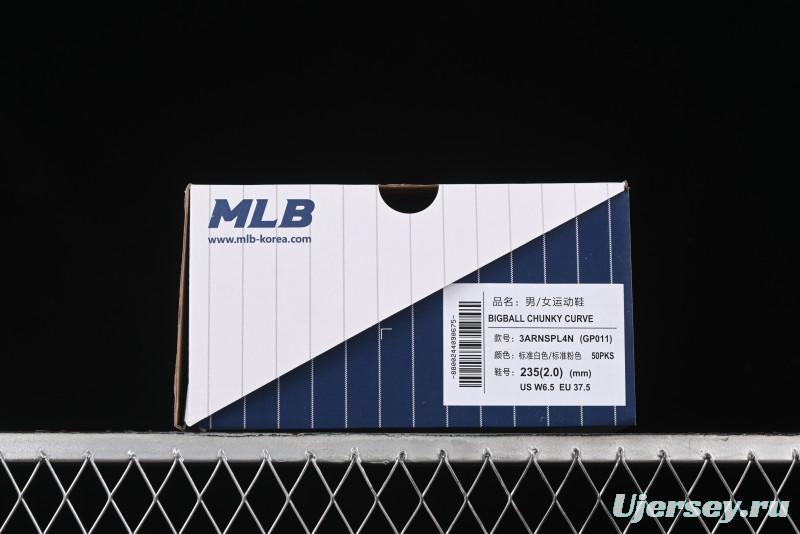 MLB
www.mlb-korea.com
品名：男/女运动鞋
BIGBALL CHUNKY CURVE
款号：3ARNSPL4N (GP011)
颜色：标准白色/标准粉色 50PKS
鞋号：235(2.0) (mm)
US W6.5 EU 37.5
-8800244090675-
Ujersey.ru